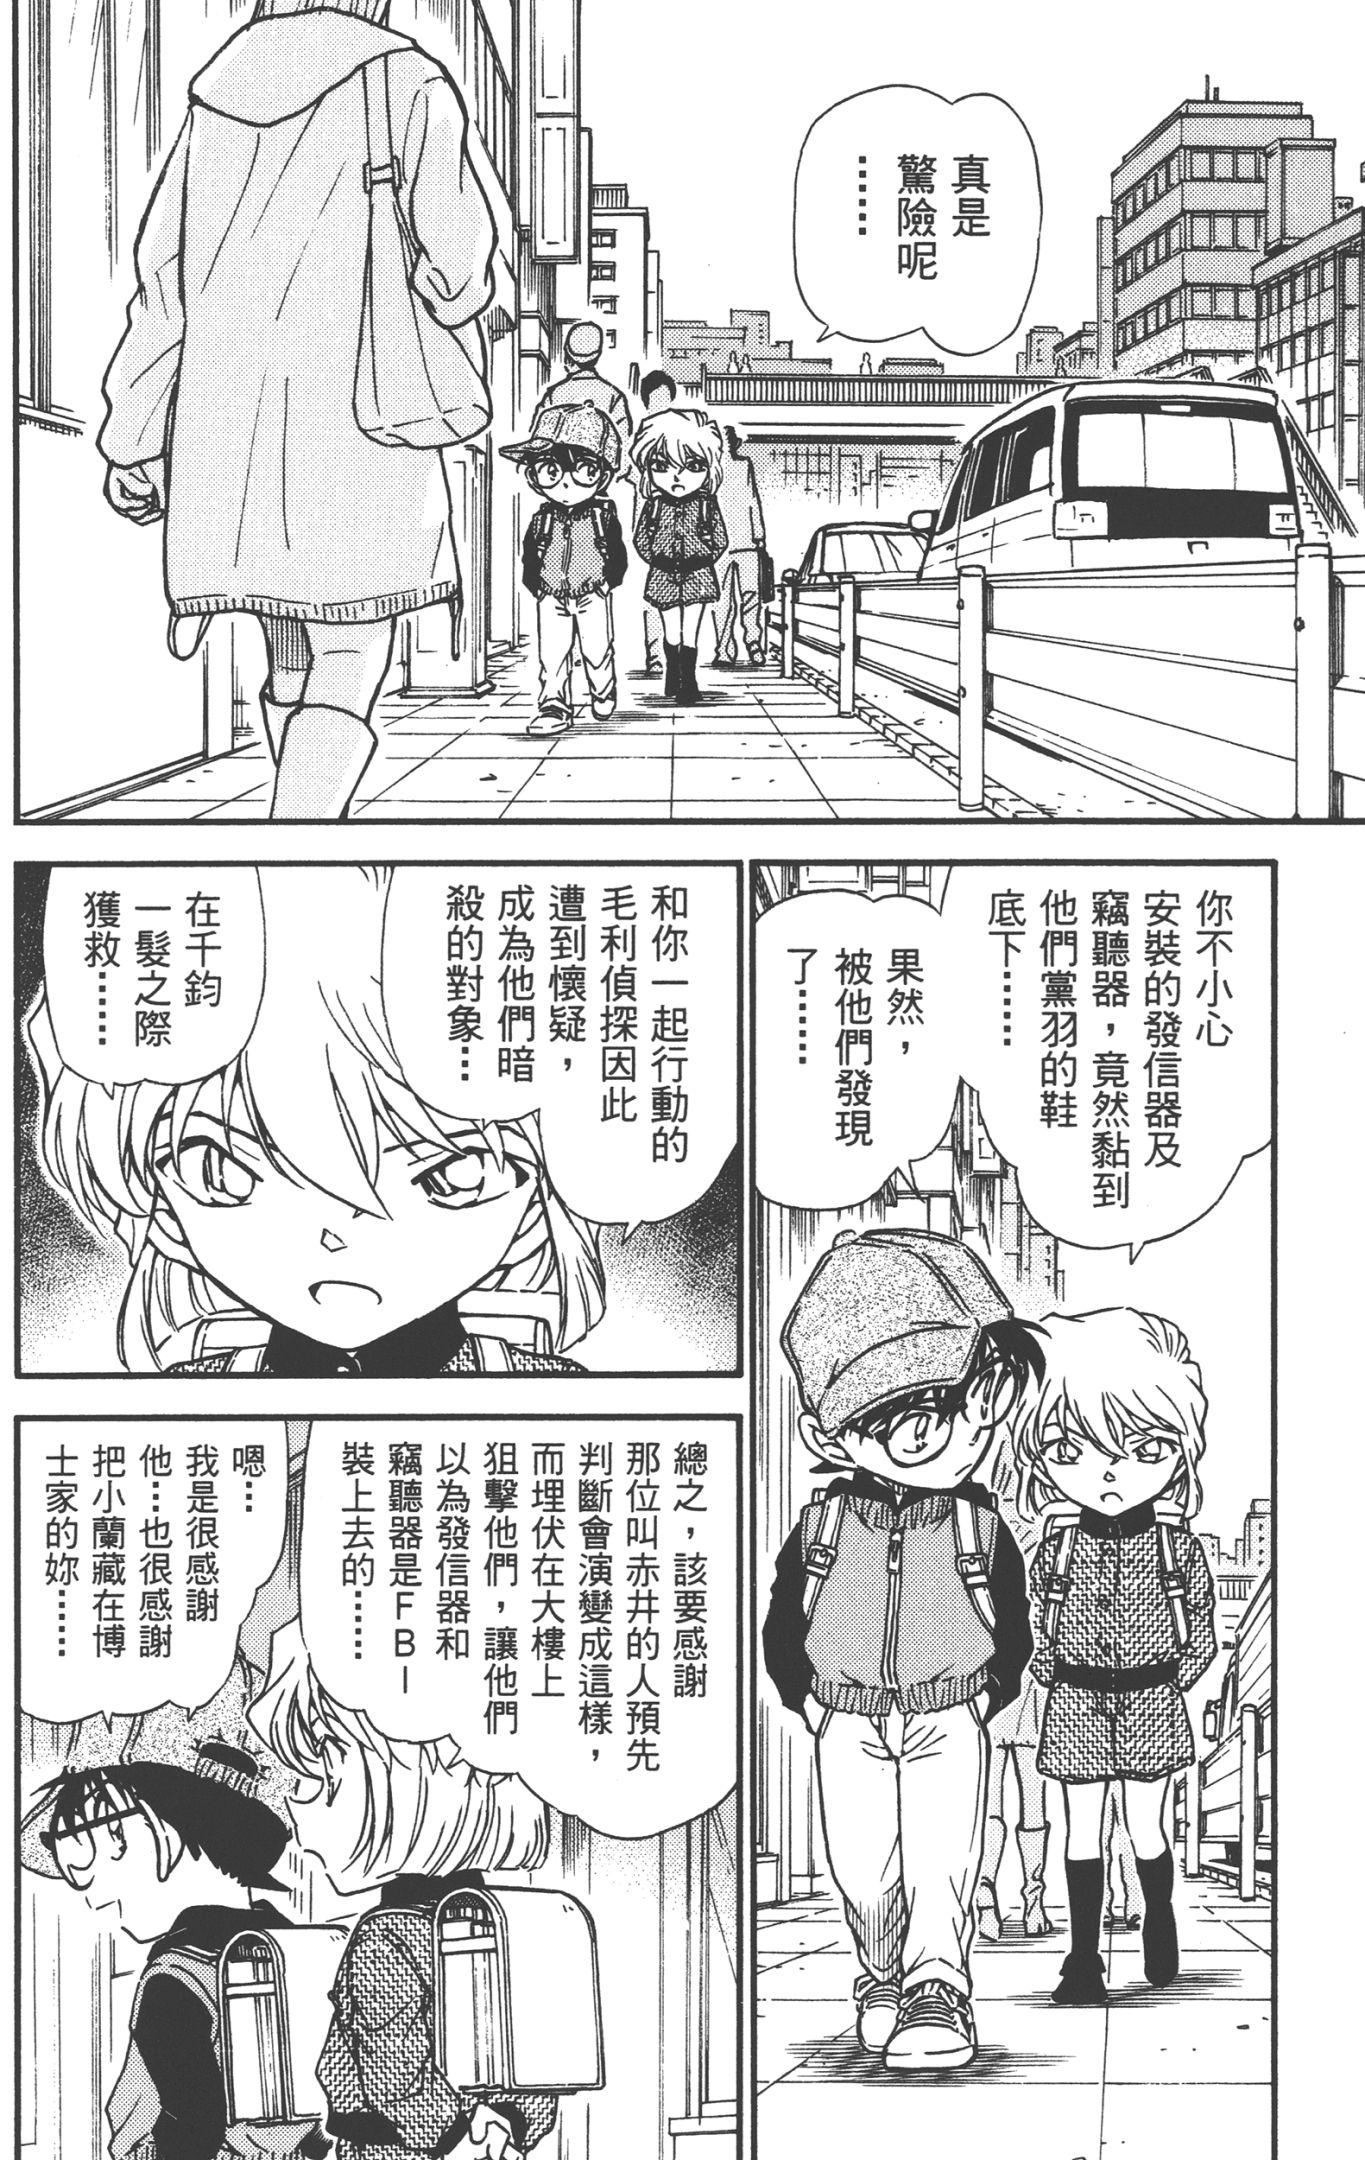 真是
驚險呢
……
你不小心
安裝的發信器及
竊聽器，竟然黏到
他們黨羽的鞋
底下……
果然，
被他們發現
了……
和你一起行動的
毛利偵探因此
遭到懷疑，
成為他們暗
殺的對象…
在千鈞
一髮之際
獲救……
總之，該要感謝
那位叫赤井的人預先
判斷會演變成這樣，
而埋伏在大樓上
狙擊他們，讓他們
以為發信器和
竊聽器是FBI
裝上去的……
嗯…
我是很感謝
他…也很感謝
把小蘭藏在博
士家的妳……